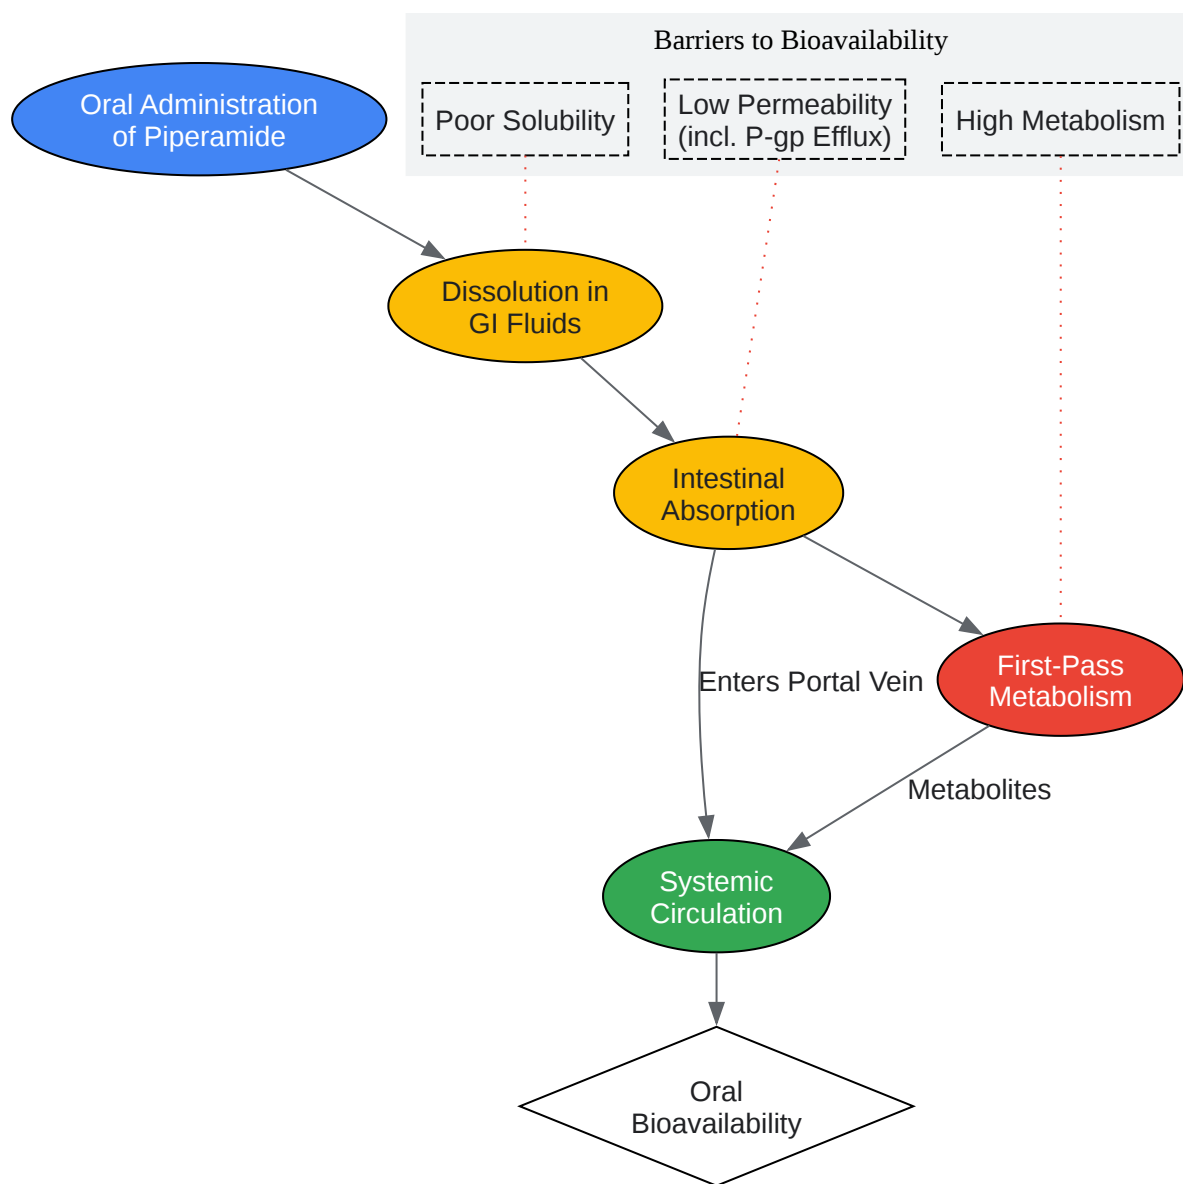 Barriers to Bioavailability
Oral Administration
of Piperamide
Poor Solubility
Low Permeability
(incl. P-gp Efflux)
High Metabolism
Dissolution in
GI Fluids
Intestinal
Absorption
First-Pass
Metabolism
Enters Portal Vein
Metabolites
Systemic
Circulation
Oral
Bioavailability